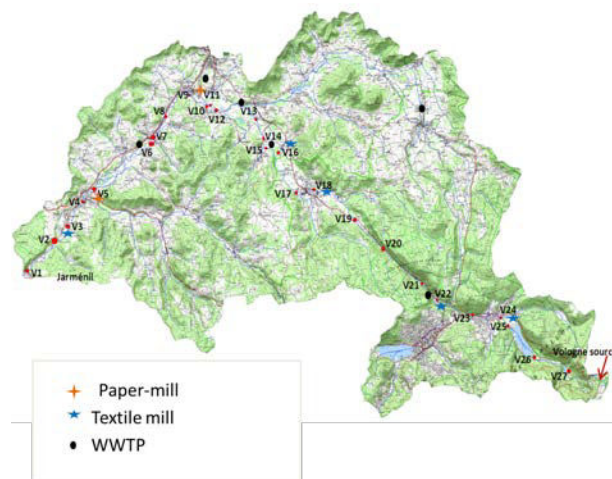 V9
V11
V10
V12
V13
V8
V7
V6
V14
V15
V16
V17
V18
V5
V4
V3
V2
V1
Jarménil
V19
V20
V21
V22
V23
V24
V25
V26
V27
Vologne sourc
Paper-mill
Textile mill
WWTP